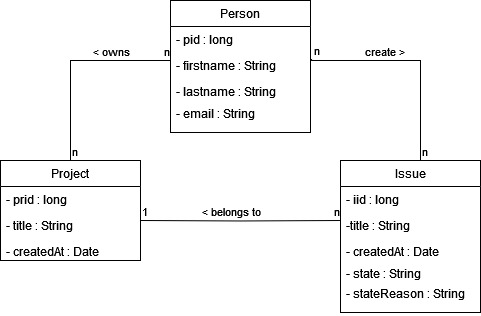 Person
- pid : long
- firstname : String
- lastname : String
- email : String
< owns
n
n
create >
n
n
Project
- prid : long
- title : String
- createdAt : Date
1
< belongs to
n
Issue
- iid : long
-title : String
- createdAt : Date
- state : String
- stateReason : String